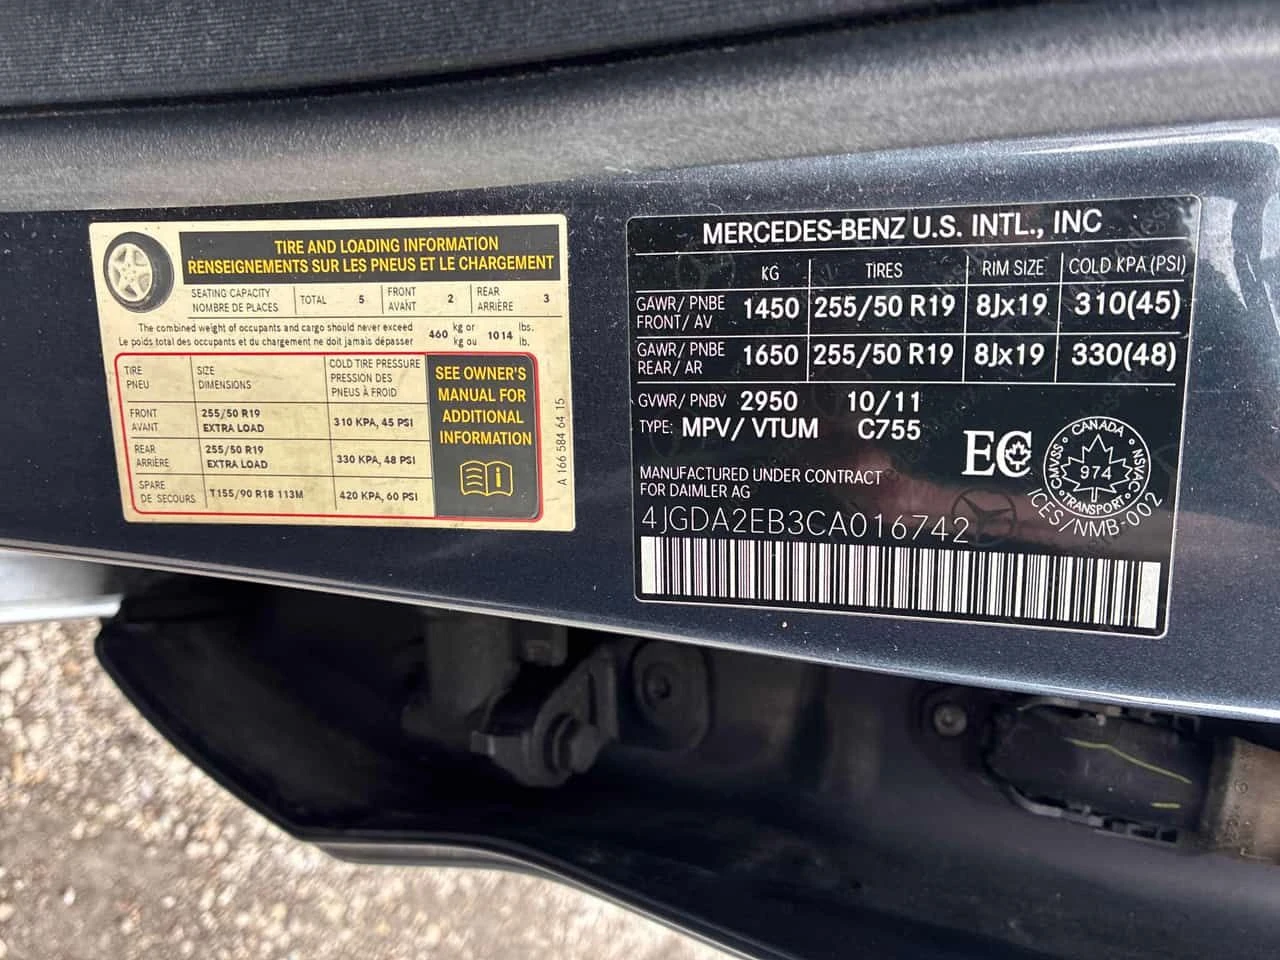 TIRE AND LOADING INFORMATION
RENSEIGNEMENTS SUR LES PNEUS ET LE CHARGEMENT
SEATING CAPACITY
NOMBRE DE PLACES
TOTAL 5
FRONT
AVANT
2
REAR
ARRIÈRE
3
The combined weight of occupants and cargo should never exceed
Le poids total des occupants et du chargement ne doit jamais dépasser
460 kg or
kg ou
1014 lbs.
lb.
TIRE
PNEU
SIZE
DIMENSIONS
COLD TIRE PRESSURE
PRESSION DES
PNEUS À FROID
FRONT
AVANT
255/50 R19
EXTRA LOAD
310 KPA, 45 PSI
REAR
ARRIÈRE
255/50 R19
EXTRA LOAD
330 KPA, 48 PSI
SPARE
DE SECOURS
T155/90 R18 113M
420 KPA, 60 PSI
SEE OWNER'S
MANUAL FOR
ADDITIONAL
INFORMATION
A 166 584 64 15
MERCEDES-BENZ U.S. INTL., INC
KG TIRES RIM SIZE COLD KPA(PSI)
GAWR/ PNBE
FRONT/ AV
1450 255/50 R19 8Jx19 310(45)
GAWR/ PNBE
REAR/ AR
1650 255/50 R19 8Jx19 330(48)
GVWR/ PNBV 2950 10/11
TYPE: MPV/ VTUM C755
MANUFACTURED UNDER CONTRACT
FOR DAIMLER AG
4JGDA2EB3CA016742
EC
CANADA
CMVSS
NSVAC
974
TRANSPORT
ICES/NMB-002